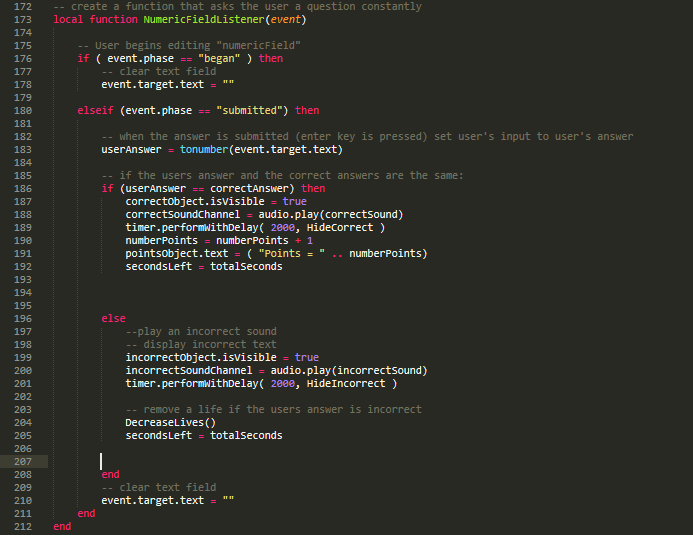 172 -- create a function that asks the user a question constantly
173 local function NumericFieldListener(event)
174
175     -- User begins editing "numericField"
176     if ( event.phase == "began" ) then
177         -- clear text field
178         event.target.text = ""
179
180     elseif (event.phase == "submitted") then
181
182         -- when the answer is submitted (enter key is pressed) set user's input to user's answer
183         userAnswer = tonumber(event.target.text)
184
185         -- if the users answer and the correct answers are the same:
186         if (userAnswer == correctAnswer) then
187             correctObject.isVisible = true
188             correctSoundChannel = audio.play(correctSound)
189             timer.performWithDelay( 2000, HideCorrect )
190             numberPoints = numberPoints + 1
191             pointsObject.text = ( "Points = " .. numberPoints)
192             secondsLeft = totalSeconds
193
194
195
196         else
197             --play an incorrect sound
198             -- display incorrect text
199             incorrectObject.isVisible = true
200             incorrectSoundChannel = audio.play(incorrectSound)
201             timer.performWithDelay( 2000, HideIncorrect )
202
203             -- remove a life if the users answer is incorrect
204             DecreaseLives()
205             secondsLeft = totalSeconds
206
207
208         end
209         -- clear text field
210         event.target.text = ""
211     end
212 end